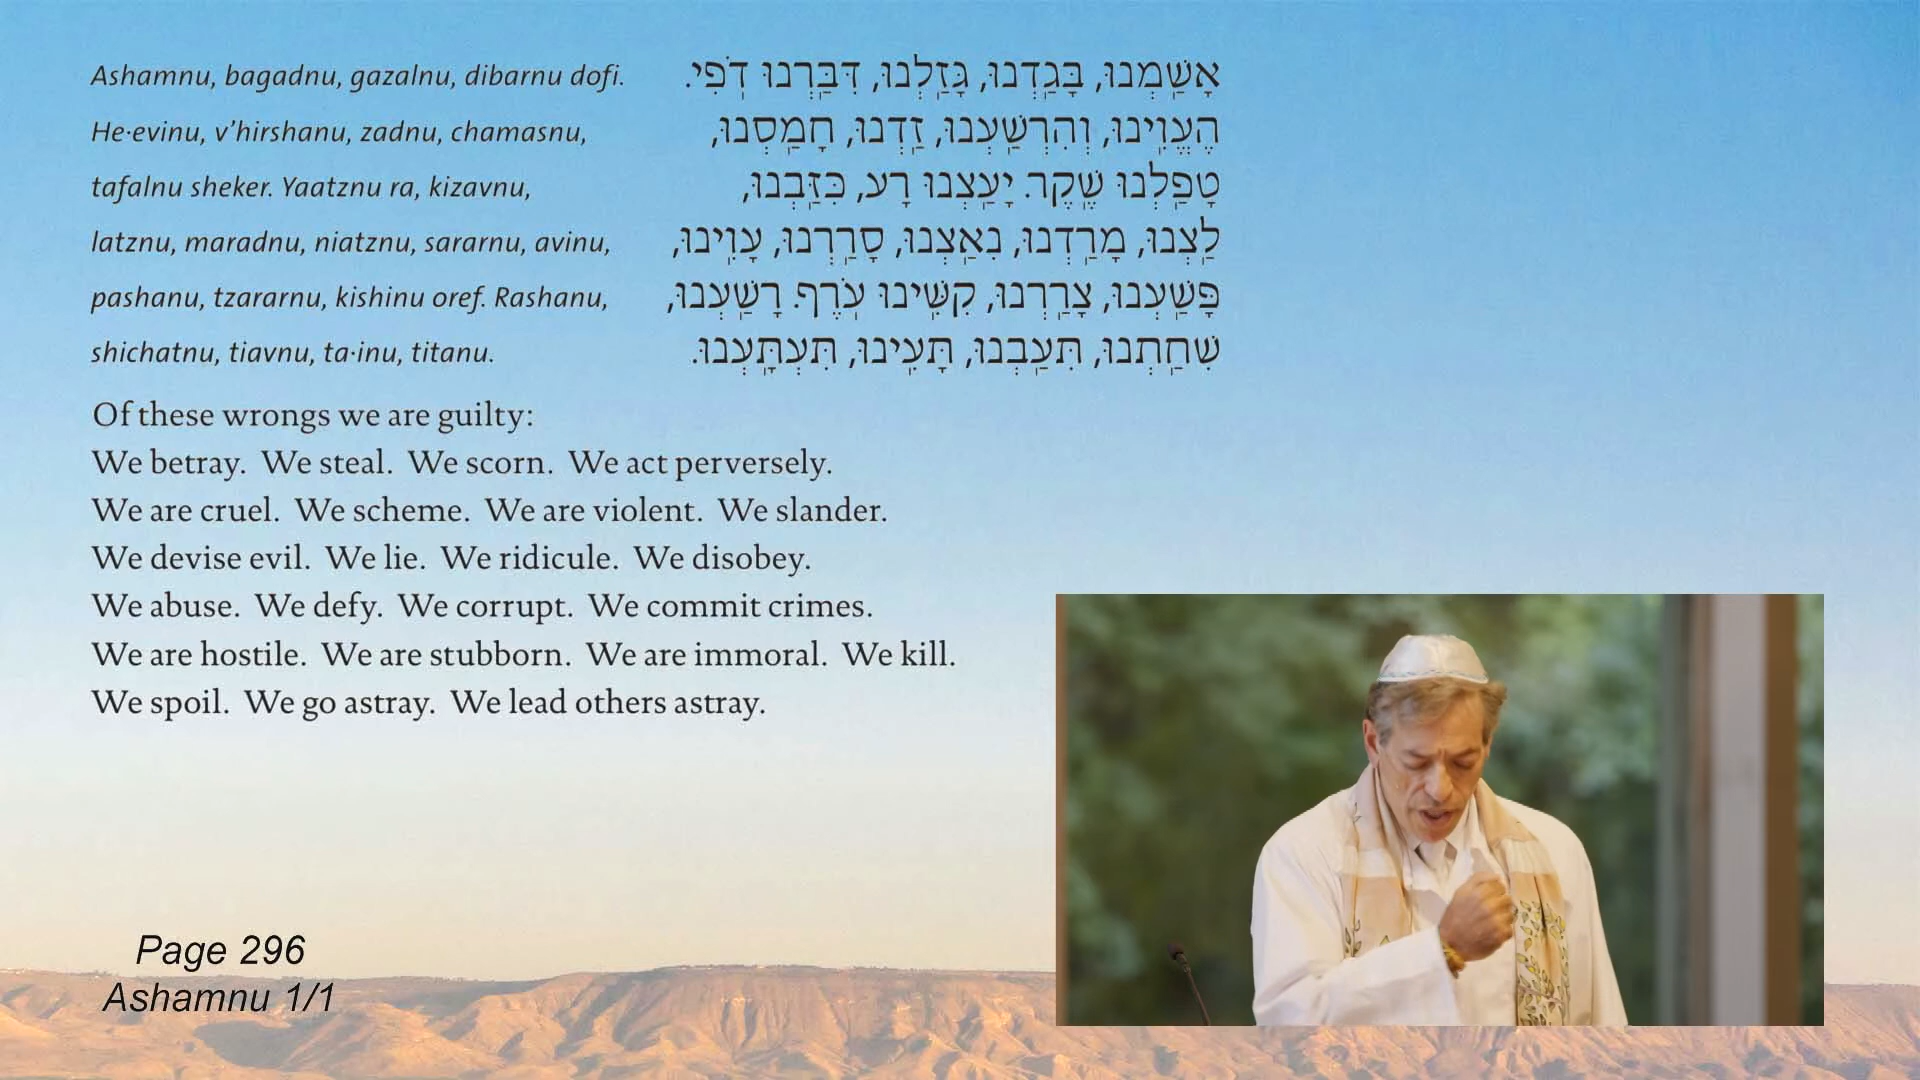 Ashamnu, bagadnu, gazalnu, dibarnu dofi.
He·evinu, v’hirshanu, zadnu, chamasnu,
tafalnu sheker. Yaatznu ra, kizavnu,
latznu, maradnu, niatznu, sararnu, avinu,
pashanu, tzararnu, kishinu oref. Rashanu,
shichatnu, tiavnu, ta·inu, titanu.
אָשַֽׁמְנוּ, בָּגַֽדְנוּ, גָּזַֽלְנוּ, דִּבַּֽרְנוּ דֹֽפִי.
הֶעֱוִֽינוּ, וְהִרְשַֽׁעְנוּ, זַֽדְנוּ, חָמַֽסְנוּ,
טָפַֽלְנוּ שֶֽׁקֶר. יָעַֽצְנוּ רָע, כִּזַּֽבְנוּ,
לַֽצְנוּ, מָרַֽדְנוּ, נִאַֽצְנוּ, סָרַֽרְנוּ, עָוִֽינוּ,
פָּשַֽׁעְנוּ, צָרַֽרְנוּ, קִשִּֽׁינוּ עֹֽרֶף. רָשַֽׁעְנוּ,
שִׁחַֽתְנוּ, תִּעַֽבְנוּ, תָּעִֽינוּ, תִּעְתָּֽעְנוּ.
Of these wrongs we are guilty:
We betray. We steal. We scorn. We act perversely.
We are cruel. We scheme. We are violent. We slander.
We devise evil. We lie. We ridicule. We disobey.
We abuse. We defy. We corrupt. We commit crimes.
We are hostile. We are stubborn. We are immoral. We kill.
We spoil. We go astray. We lead others astray.
Page 296
Ashamnu 1/1